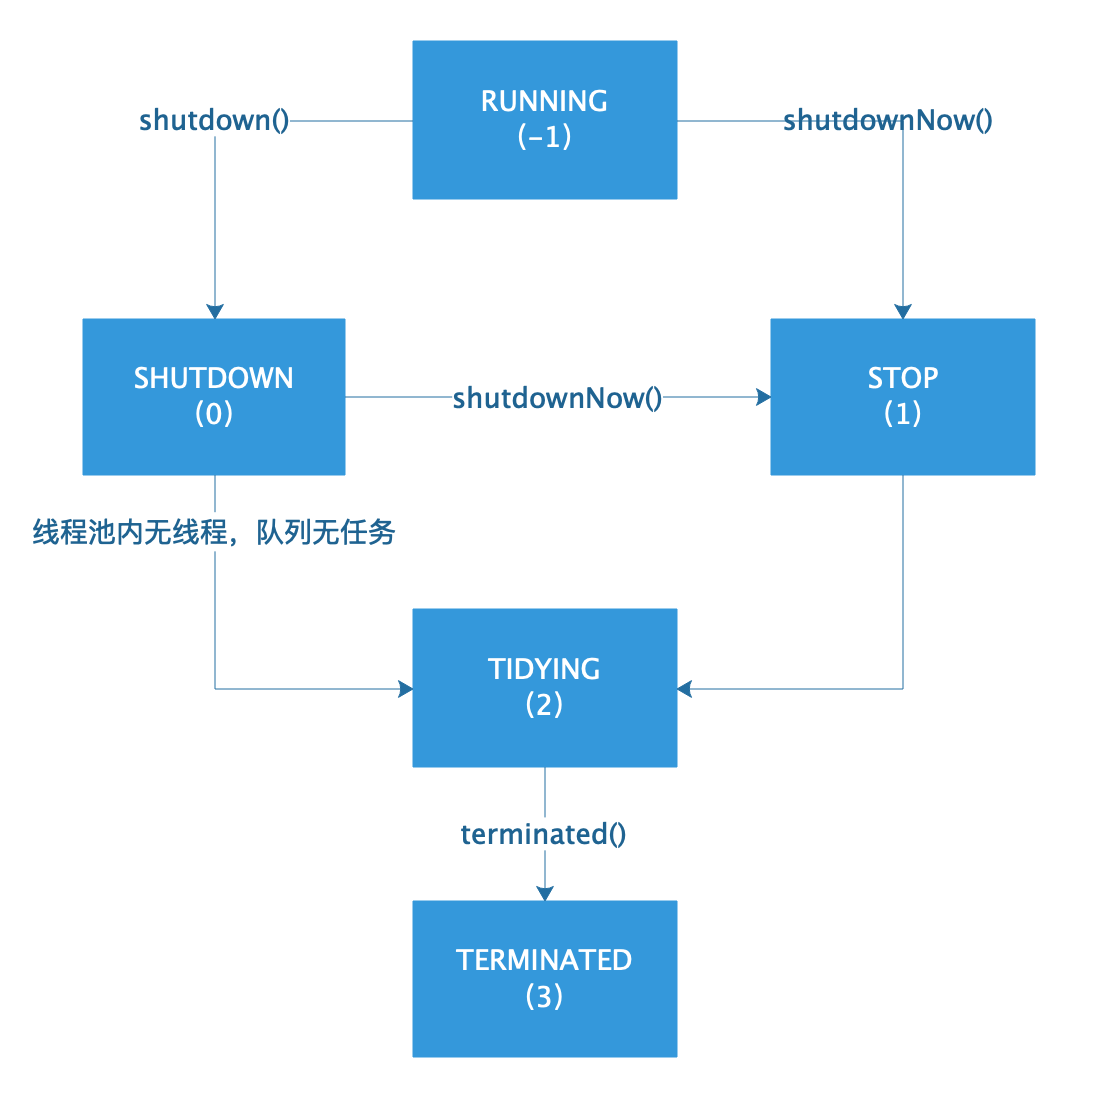 RUNNING
(-1)
shutdown()
shutdownNow()
SHUTDOWN
(0)
shutdownNow()
STOP
(1)
线程池内无线程，队列无任务
TIDYING
(2)
terminated()
TERMINATED
(3)